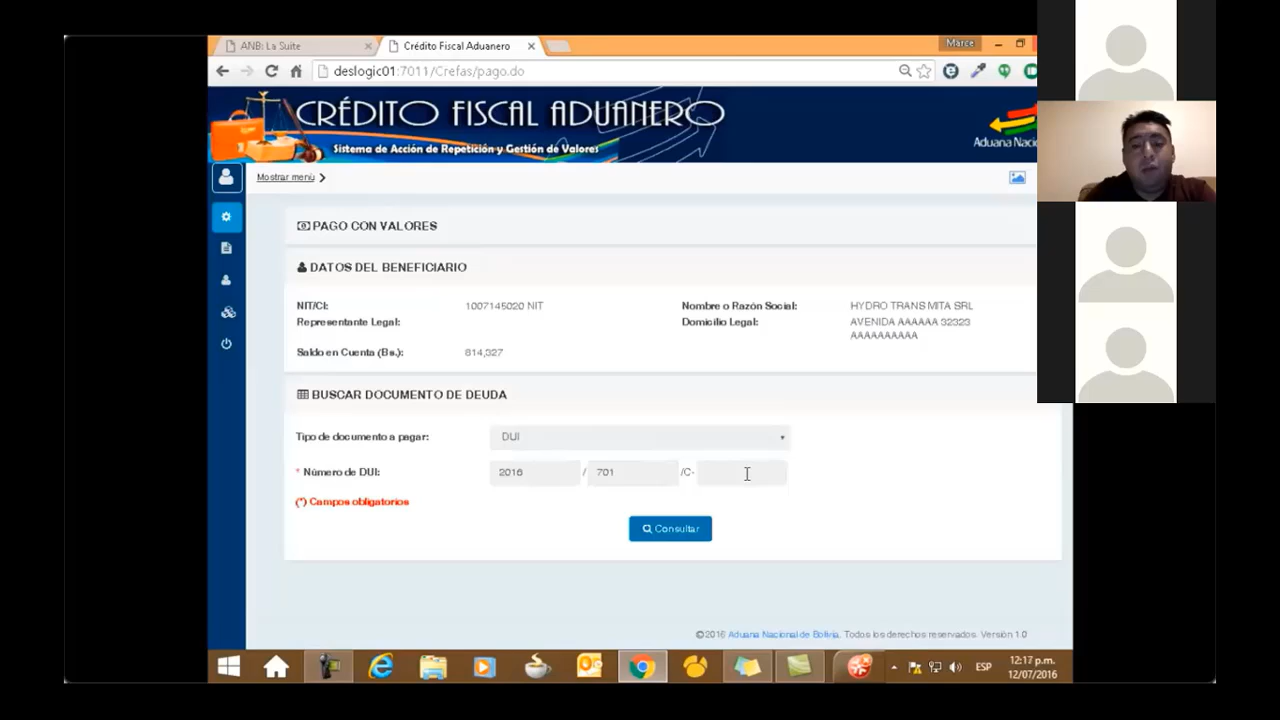 ANB: La Suite
Crédito Fiscal Aduanero
Marce
deslogic01:7011/Crefas/pago.do
CRÉDITO FISCAL ADUANERO
Sistema de Acción de Repetición y Gestión de Valores
Aduana Nacio
Mostrar menú
PAGO CON VALORES
DATOS DEL BENEFICIARIO
NIT/CI: 1007145020 NIT Nombre o Razón Social: HYDRO TRANS MITA SRL
Representante Legal: Domicilio Legal: AVENIDA AAAAAA 32323
AAAAAAAAAA
Saldo en Cuenta (Bs.): 814,327
BUSCAR DOCUMENTO DE DEUDA
Tipo de documento a pagar: DUI
* Número de DUI: 2016 / 701 /C-
(*) Campos obligatorios
Consultar
©2016 Aduana Nacional de Bolivia. Todos los derechos reservados. Versión 1.0
ESP
12:17 p.m.
12/07/2016